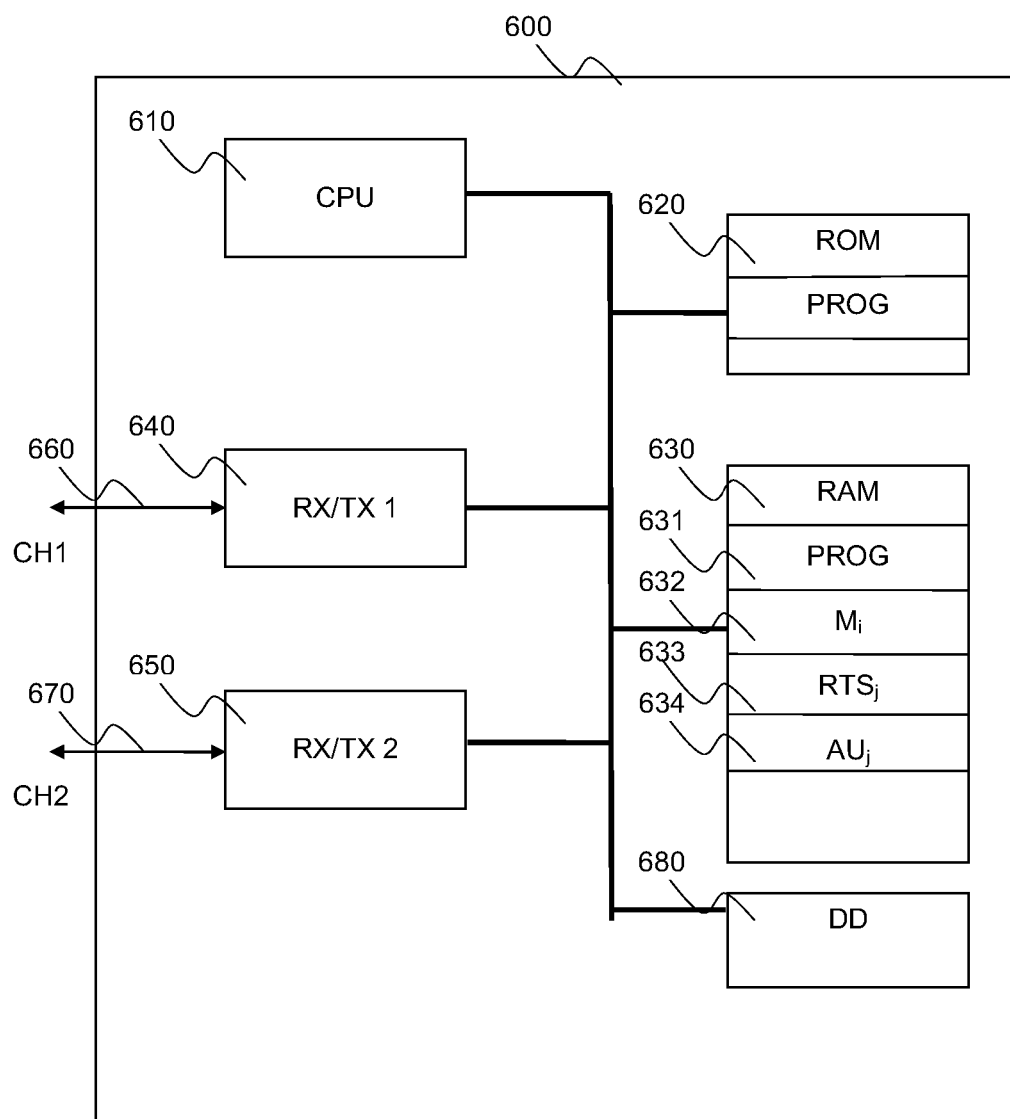 600
610
CPU
620
ROM
PROG
660
640
RX/TX 1
CH1
630
RAM
631
PROG
632
Mᵢ
633
RTSⱼ
634
AUⱼ
670
650
RX/TX 2
CH2
680
DD